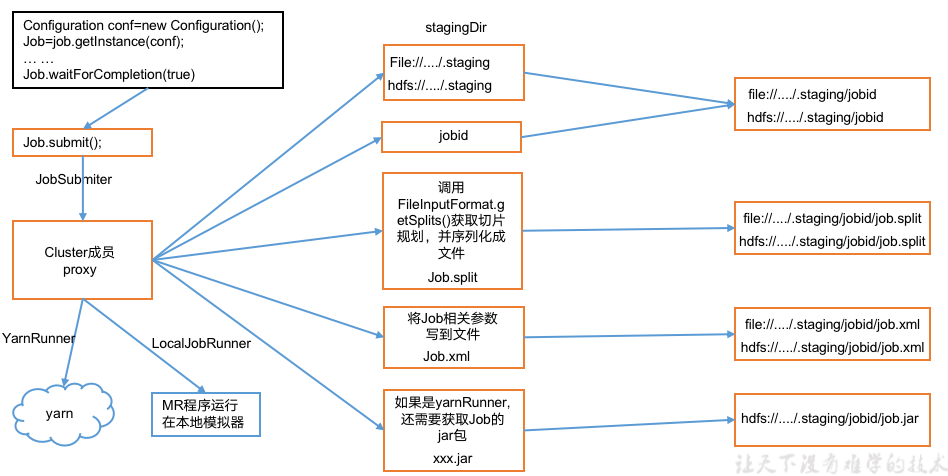 Configuration conf=new Configuration();
Job=job.getInstance(conf);
… …
Job.waitForCompletion(true)
Job.submit();
JobSubmiter
Cluster成员
proxy
YarnRunner
LocalJobRunner
yarn
MR程序运行
在本地模拟器
stagingDir
File://..../.staging
hdfs://..../.staging
jobid
调用
FileInputFormat.g
etSplits()获取切片
规划，并序列化成
文件
Job.split
将Job相关参数
写到文件
Job.xml
如果是yarnRunner,
还需要获取Job的
jar包
xxx.jar
file://..../.staging/jobid
hdfs://..../.staging/jobid
file://..../.staging/jobid/job.split
hdfs://..../.staging/jobid/job.split
file://..../.staging/jobid/job.xml
hdfs://..../.staging/jobid/job.xml
hdfs://..../.staging/jobid/job.jar
让天下没有难学的技术